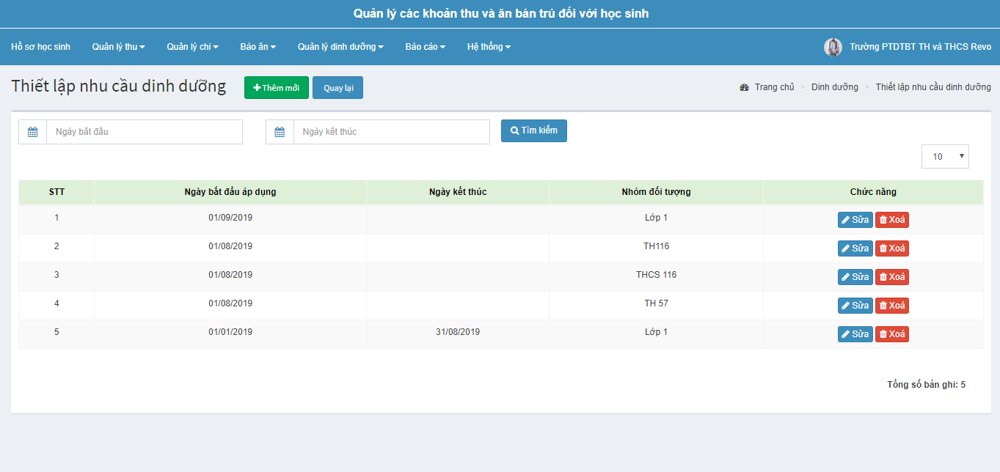 Quản lý các khoản thu và ăn bán trú đối với học sinh
Hồ sơ học sinh Quản lý thu Quản lý chi Báo ăn Quản lý dinh dưỡng Báo cáo Hệ thống Trường PTDTBT TH và THCS Revo
Thiết lập nhu cầu dinh dưỡng Thêm mới Quay lại Trang chủ > Dinh dưỡng > Thiết lập nhu cầu dinh dưỡng
Ngày bắt đầu Ngày kết thúc Tìm kiếm
10
STT Ngày bắt đầu áp dụng Ngày kết thúc Nhóm đối tượng Chức năng
1 01/09/2019 Lớp 1 Sửa Xoá
2 01/08/2019 TH116 Sửa Xoá
3 01/08/2019 THCS 116 Sửa Xoá
4 01/08/2019 TH 57 Sửa Xoá
5 01/01/2019 31/08/2019 Lớp 1 Sửa Xoá
Tổng số bản ghi: 5